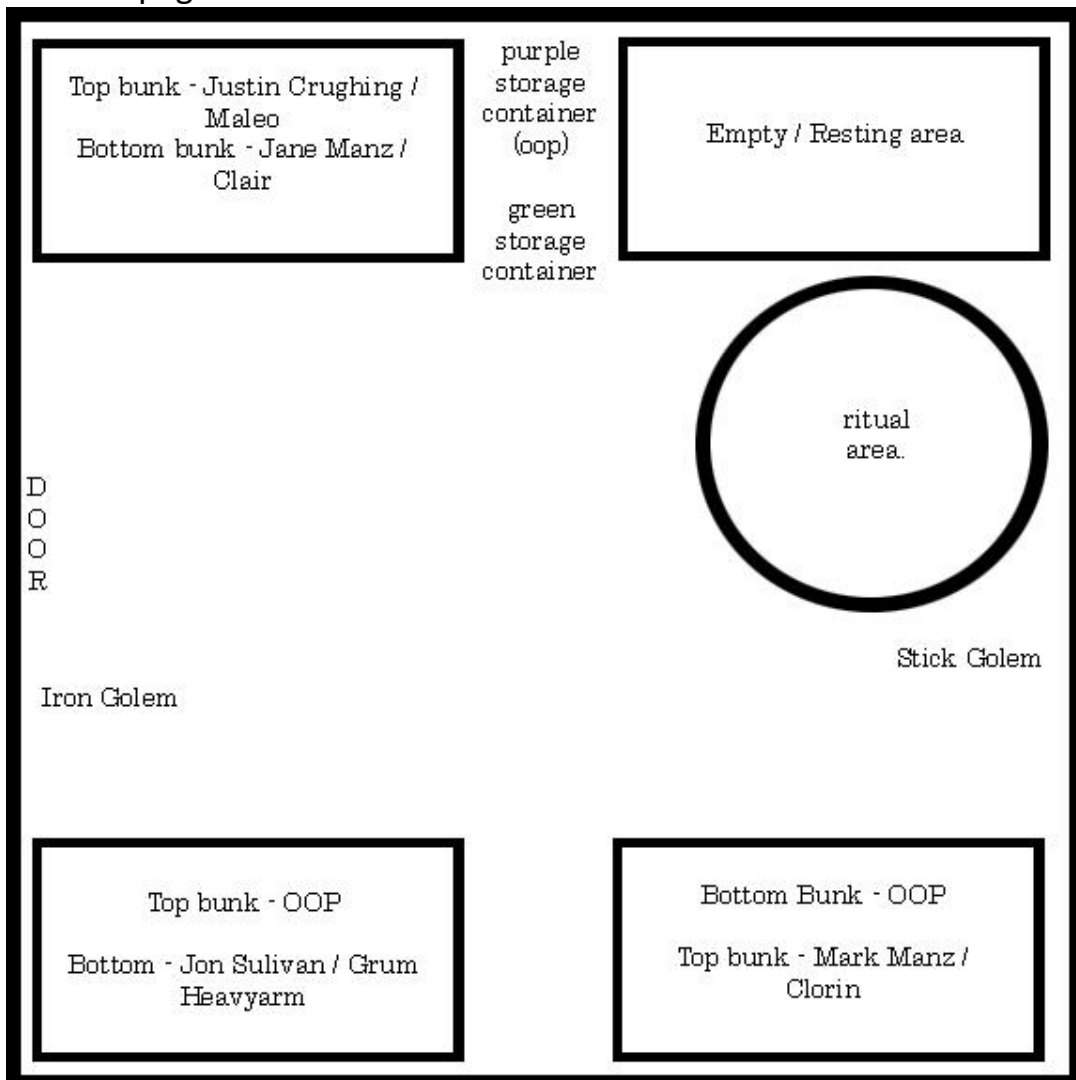 Top bunk - Justin Crughing /
Maleo
Bottom bunk - Jane Manz /
Clair
purple
storage
container
(oop)
green
storage
container
Empty / Resting area
ritual
area.
D
O
O
R
Stick Golem
Iron Golem
Top bunk - OOP
Bottom - Jon Sulivan / Grum
Heavyarm
Bottom Bunk - OOP
Top bunk - Mark Manz /
Clorin